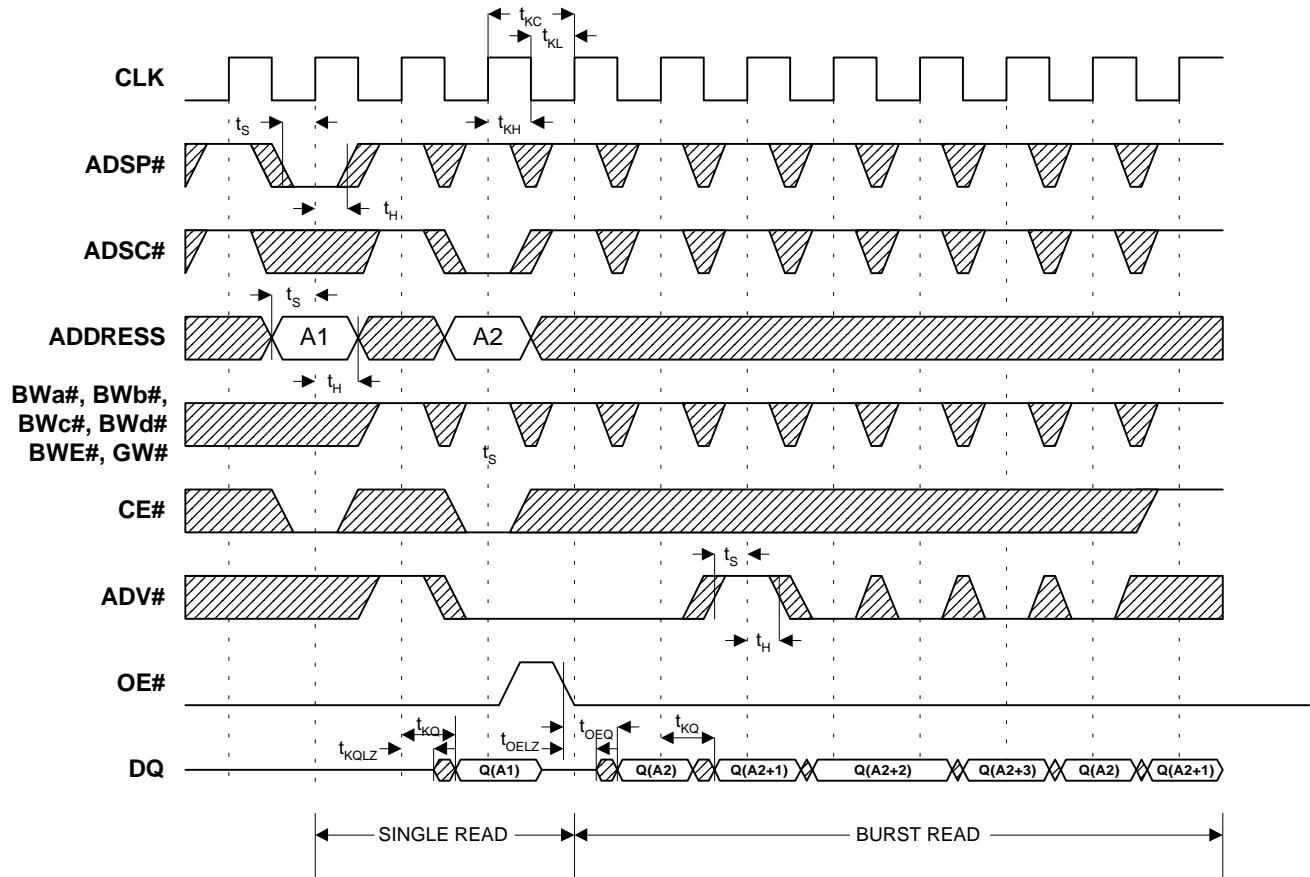 tKC
tKL
CLK
tS
tKH
ADSP#
tH
ADSC#
tS
ADDRESS
A1
A2
tH
BWa#, BWb#,
BWc#, BWd#
BWE#, GW#
tS
CE#
tS
ADV#
tH
OE#
tKQ
tOEQ
tKQ
tKQLZ
tOELZ
DQ
Q(A1)
Q(A2)
Q(A2+1)
Q(A2+2)
Q(A2+3)
Q(A2)
Q(A2+1)
SINGLE READ
BURST READ